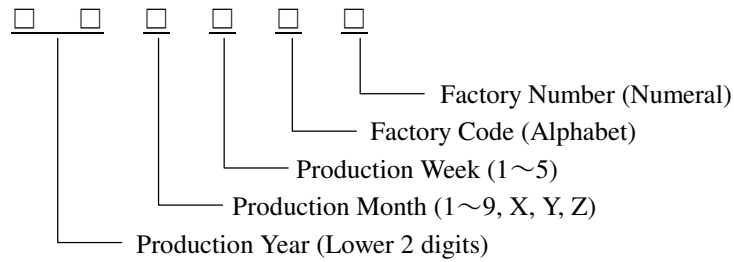 □ □ □ □ □ □
Factory Number (Numeral)
Factory Code (Alphabet)
Production Week (1～5)
Production Month (1～9, X, Y, Z)
Production Year (Lower 2 digits)